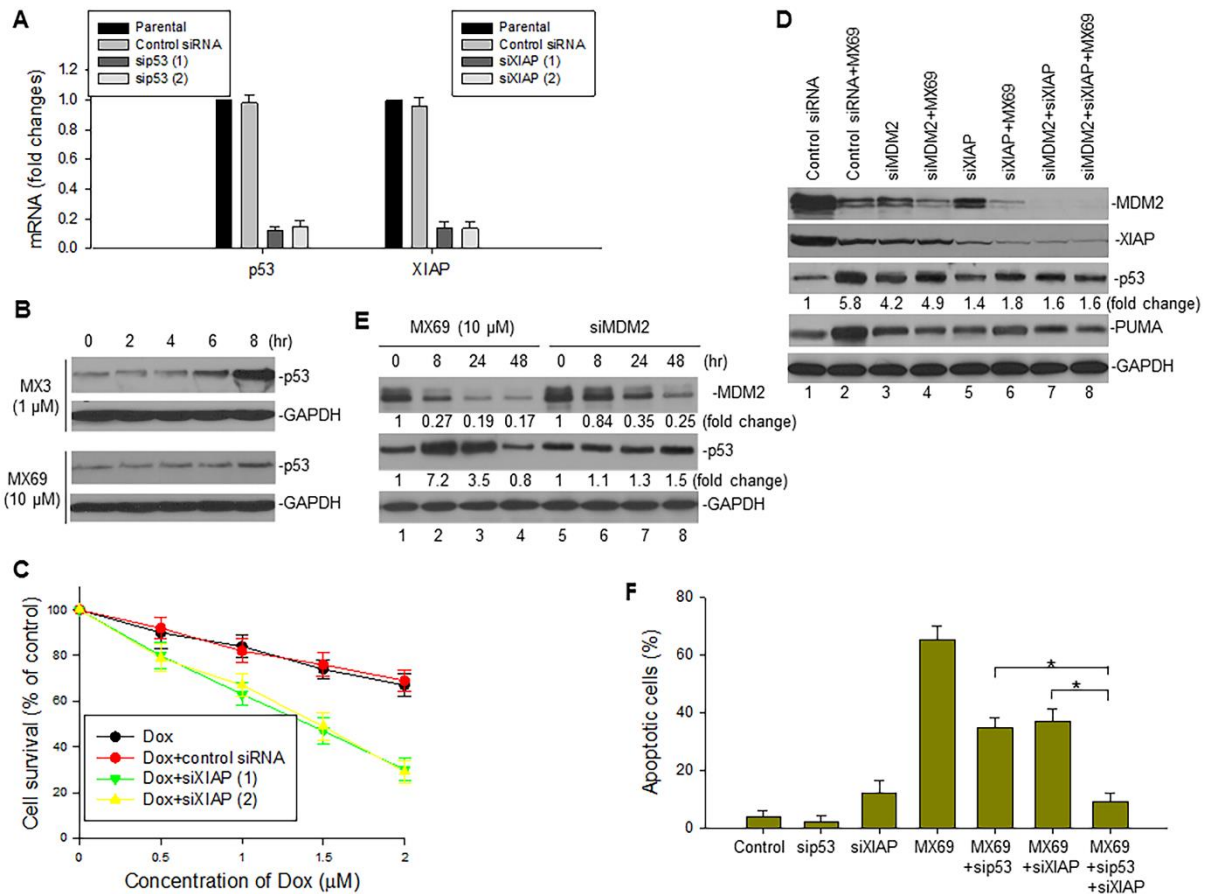 A
Parental
Control siRNA
sip53 (1)
sip53 (2)
Parental
Control siRNA
siXIAP (1)
siXIAP (2)
mRNA (fold changes)
1.2
1.0
0.8
0.6
0.4
0.2
0.0
p53 XIAP
B
0 2 4 6 8 (hr)
MX3
(1 µM)
-p53
-GAPDH
MX69
(10 µM)
-p53
-GAPDH
C
Cell survival (% of control)
100
80
60
40
20
0
Dox
Dox+control siRNA
Dox+siXIAP (1)
Dox+siXIAP (2)
0 0.5 1 1.5 2
Concentration of Dox (µM)
D
Control siRNA
Control siRNA+MX69
siMDM2
siMDM2+MX69
siXIAP
siXIAP+MX69
siMDM2+siXIAP
siMDM2+siXIAP+MX69
-MDM2
-XIAP
-p53
1 5.8 4.2 4.9 1.4 1.8 1.6 1.6 (fold change)
-PUMA
-GAPDH
1 2 3 4 5 6 7 8
E
MX69 (10 µM) siMDM2
0 8 24 48 0 8 24 48 (hr)
-MDM2
1 0.27 0.19 0.17 1 0.84 0.35 0.25 (fold change)
-p53
1 7.2 3.5 0.8 1 1.1 1.3 1.5 (fold change)
-GAPDH
1 2 3 4 5 6 7 8
F
Apoptotic cells (%)
80
60
40
20
0
*
*
Control sip53 siXIAP MX69 MX69 MX69 MX69
+sip53 +siXIAP +sip53
+siXIAP